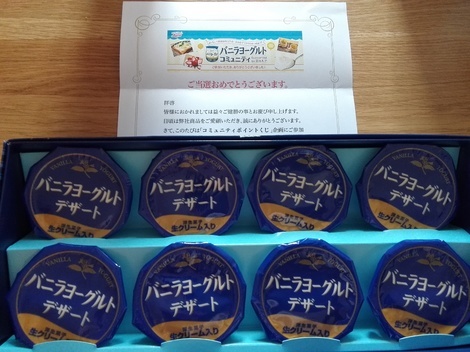 バニラヨーグルト
コミュニティ
ご当選おめでとうございます。
拝啓
皆様におかれましては益々ご健勝の事とお慶び申し上げます。
日頃は弊社商品をご愛顧いただき、誠にありがとうございます。
さて、このたびは「コミュニティポイントくじ」企画にご参加
バニラヨーグルト
デザート
生クリーム入り
バニラヨーグルト
デザート
生クリーム入り
バニラヨーグルト
デザート
生クリーム入り
バニラヨーグルト
デザート
生クリーム入り
バニラヨーグルト
デザート
生クリーム入り
バニラヨーグルト
デザート
生クリーム入り
バニラヨーグルト
デザート
生クリーム入り
バニラヨーグルト
デザート
生クリーム入り